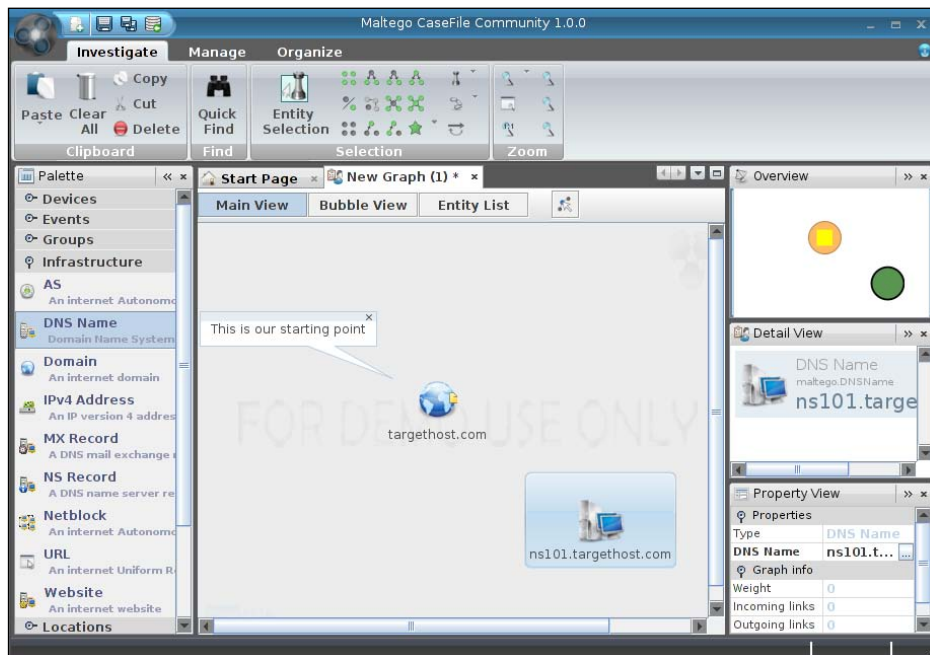 Maltego CaseFile Community 1.0.0
Investigate Manage Organize
Paste
Clear All
Copy
Cut
Delete
Clipboard
Quick Find
Find
Entity Selection
Selection
Zoom
Palette
Devices
Events
Groups
Infrastructure
AS
An internet Autonomo
DNS Name
Domain Name System
Domain
An internet domain
IPv4 Address
An IP version 4 addres
MX Record
A DNS mail exchange r
NS Record
A DNS name server re
Netblock
An internet Autonomo
URL
An internet Uniform R
Website
An internet website
Locations
Start Page
New Graph (1) *
Main View Bubble View Entity List
This is our starting point
FOR DEMO USE ONLY
targethost.com
ns101.targethost.com
Overview
Detail View
DNS Name
maltego.DNSName
ns101.targe
Property View
Properties
Type DNS Name
DNS Name ns101.t... ...
Graph info
Weight 0
Incoming links 0
Outgoing links 0